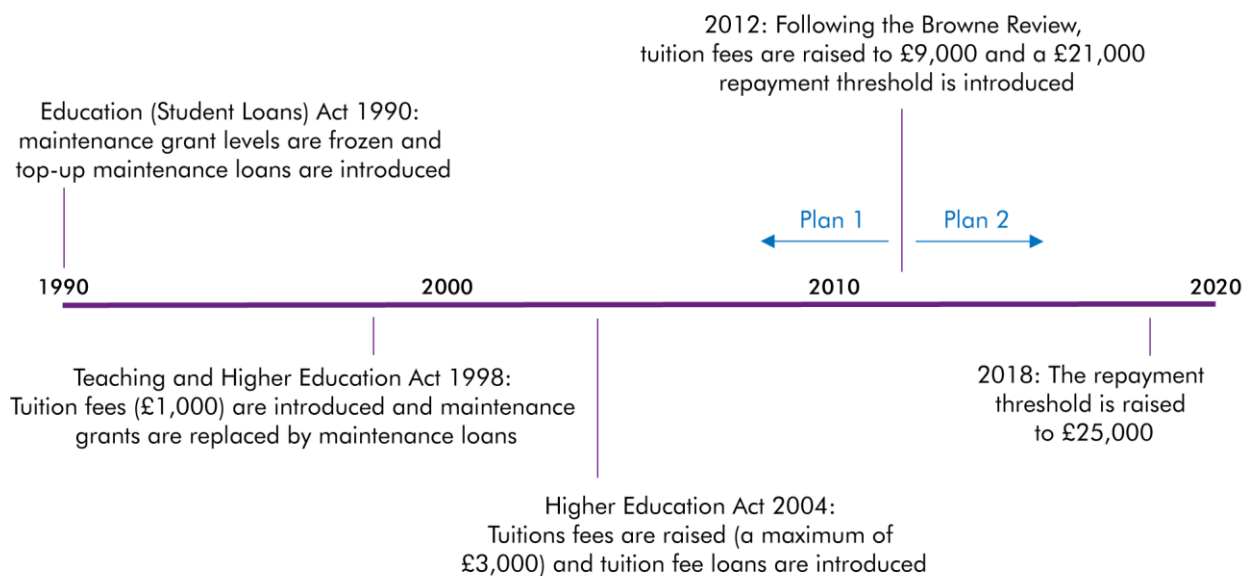 2012: Following the Browne Review,
tuition fees are raised to £9,000 and a £21,000
repayment threshold is introduced
Education (Student Loans) Act 1990:
maintenance grant levels are frozen and
top-up maintenance loans are introduced
Plan 1
Plan 2
1990
2000
2010
2020
Teaching and Higher Education Act 1998:
Tuition fees (£1,000) are introduced and maintenance
grants are replaced by maintenance loans
2018: The repayment
threshold is raised
to £25,000
Higher Education Act 2004:
Tuitions fees are raised (a maximum of
£3,000) and tuition fee loans are introduced